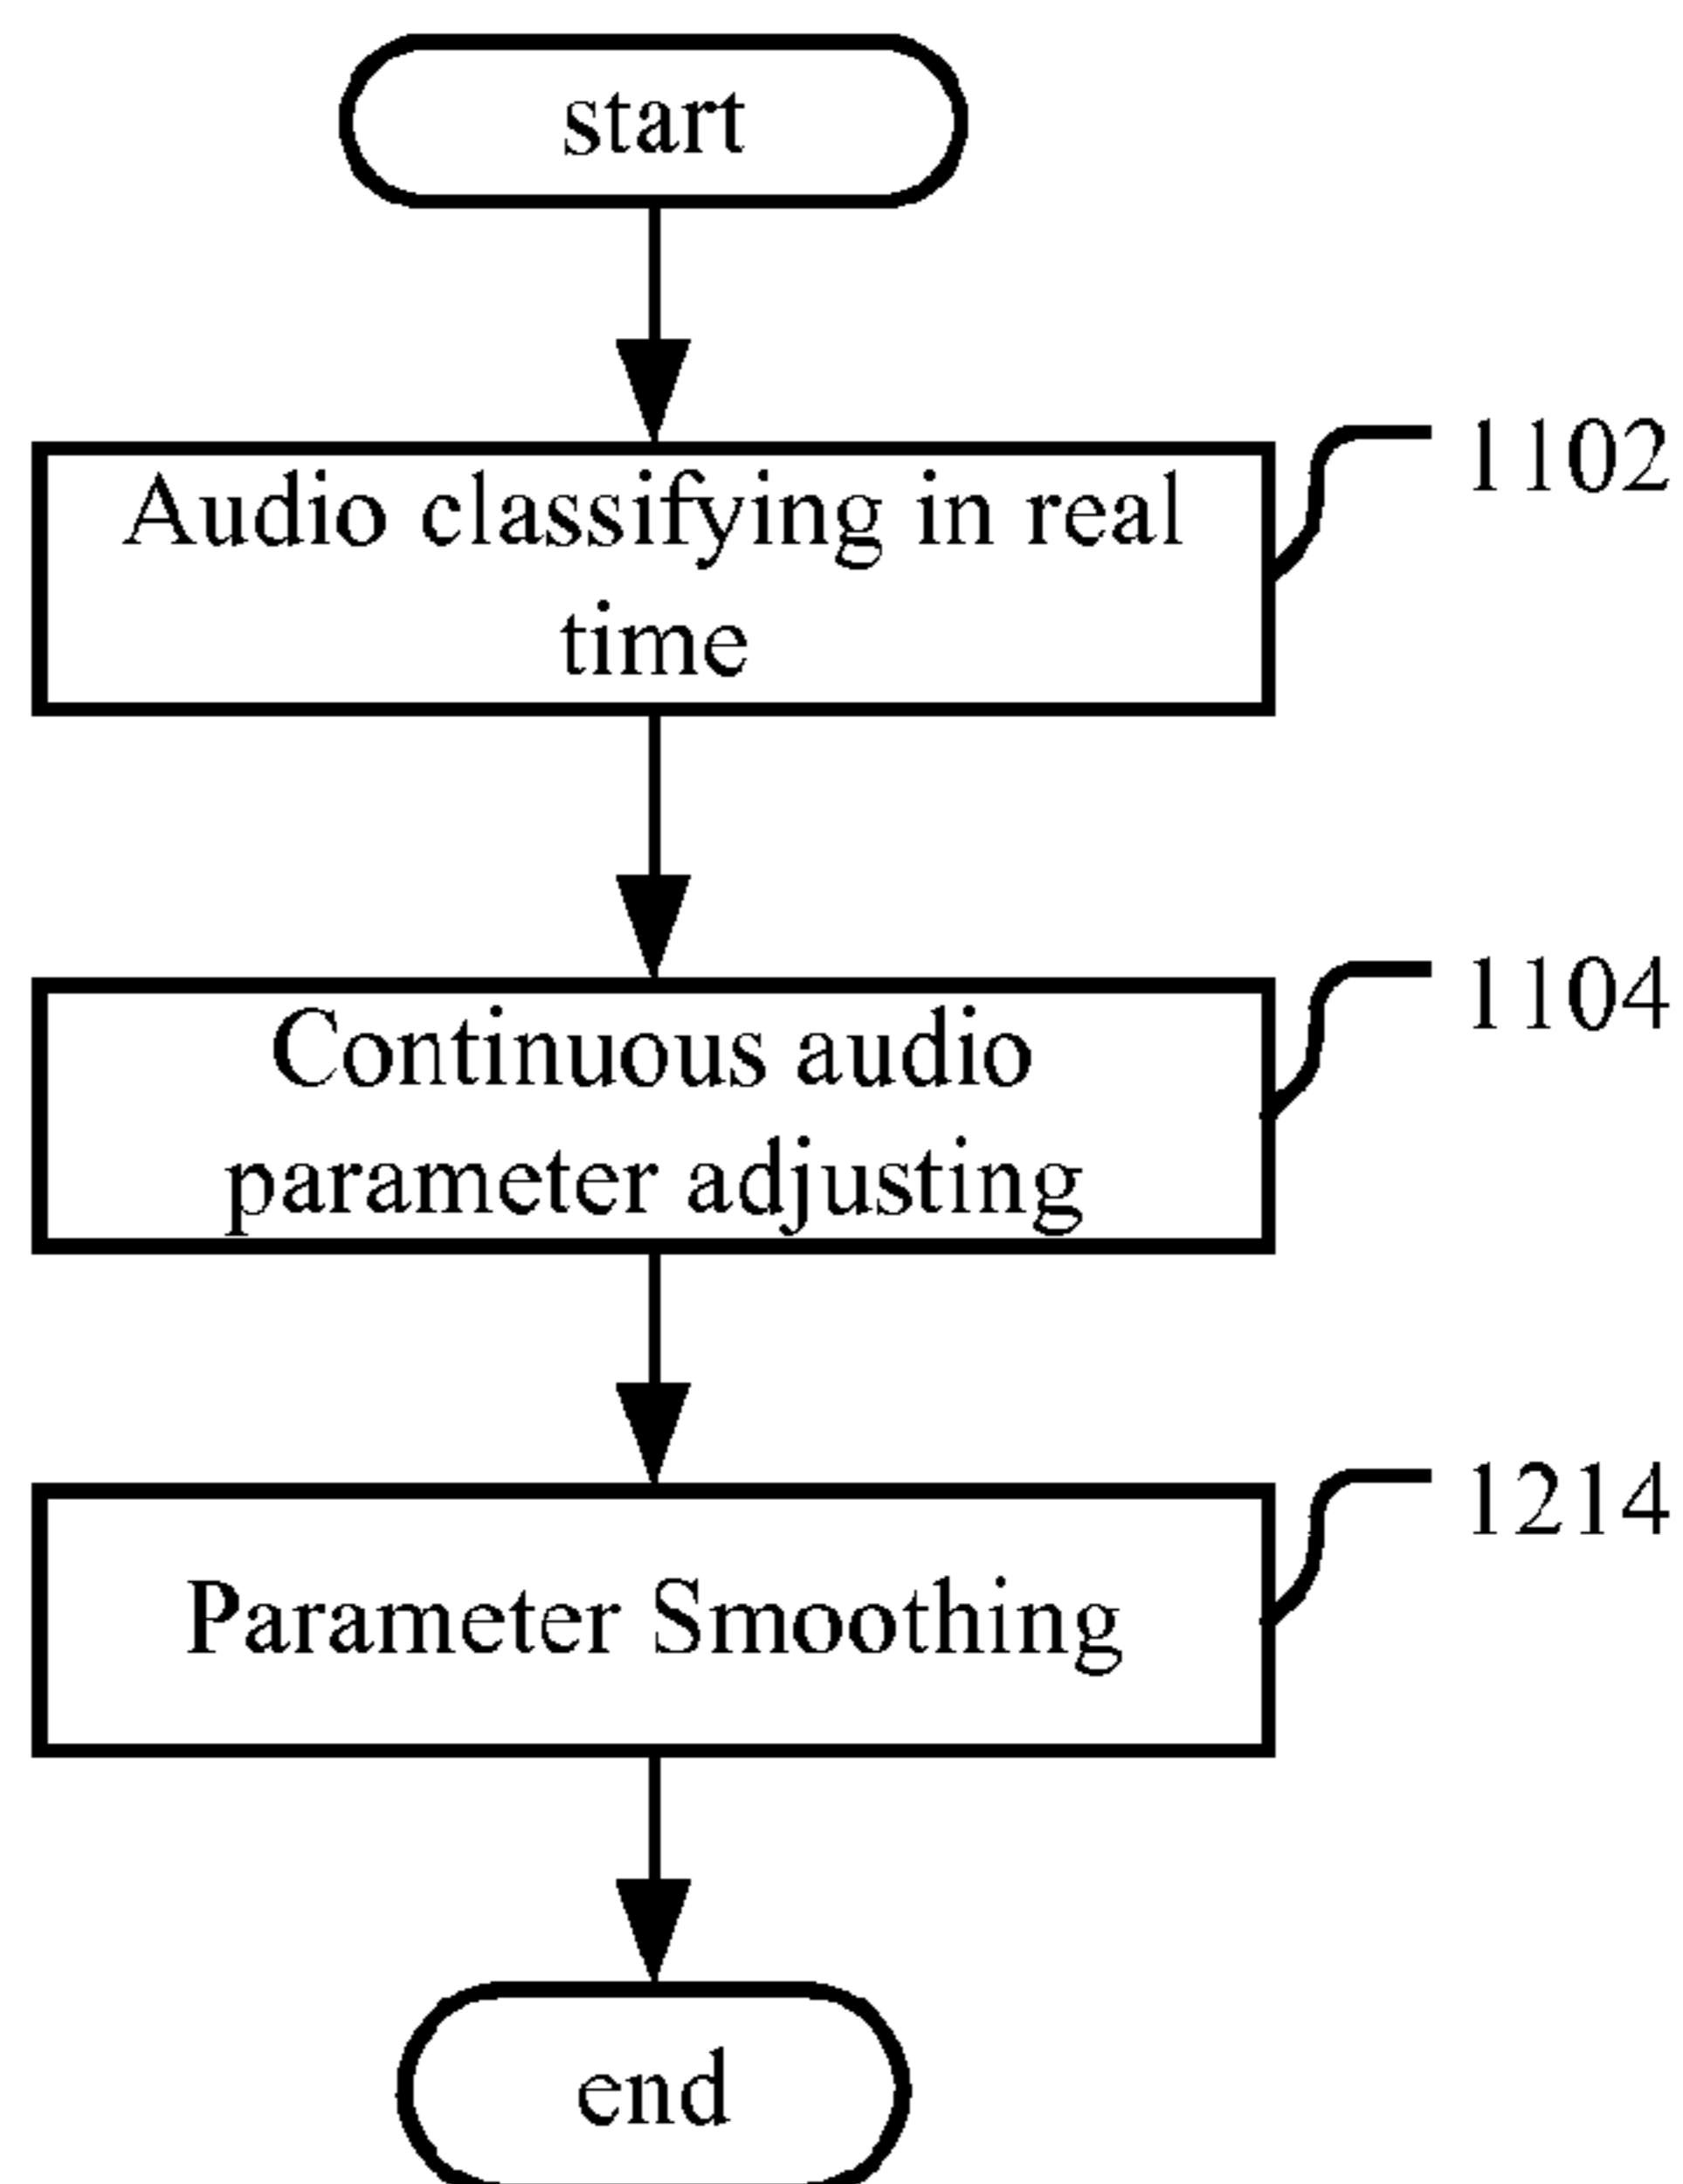 start
1102
Audio classifying in real
time
1104
Continuous audio
parameter adjusting
1214
Parameter Smoothing
end